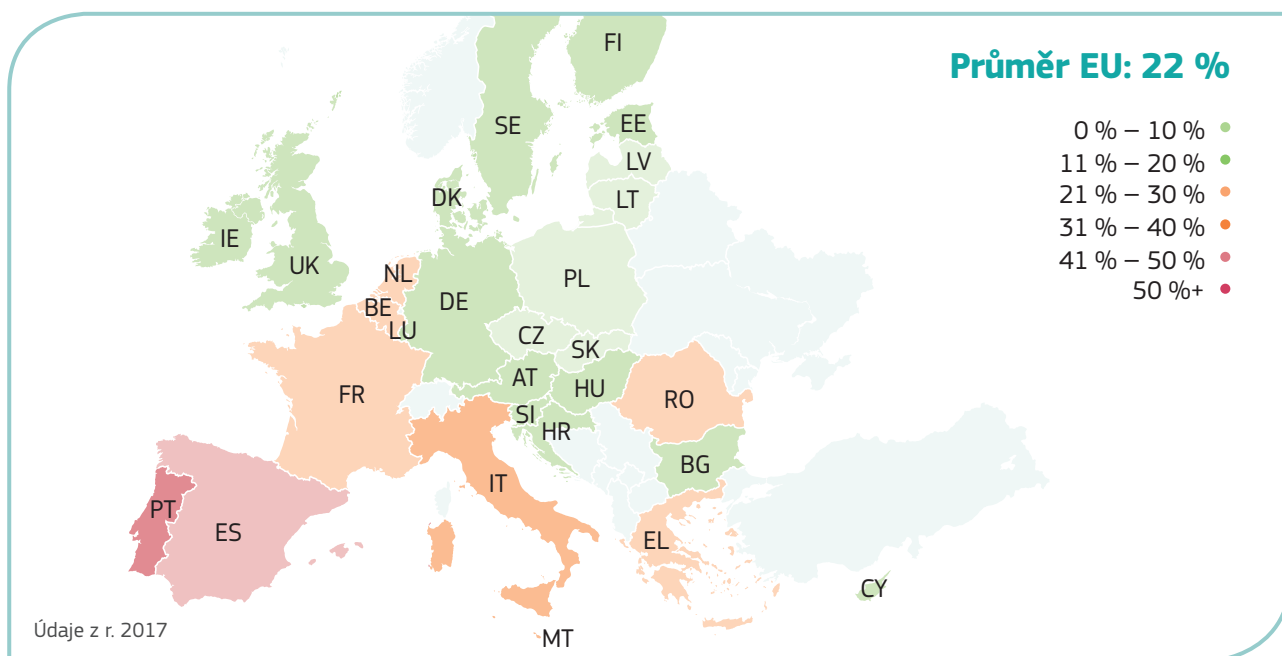 Průměr EU: 22 %
0 % – 10 %
11 % – 20 %
21 % – 30 %
31 % – 40 %
41 % – 50 %
50 %+
FI
SE
EE
LV
DK
LT
IE
UK
NL
PL
DE
BE
LU
CZ
SK
AT
HU
FR
RO
SI
HR
BG
IT
PT
ES
EL
CY
MT
Údaje z r. 2017